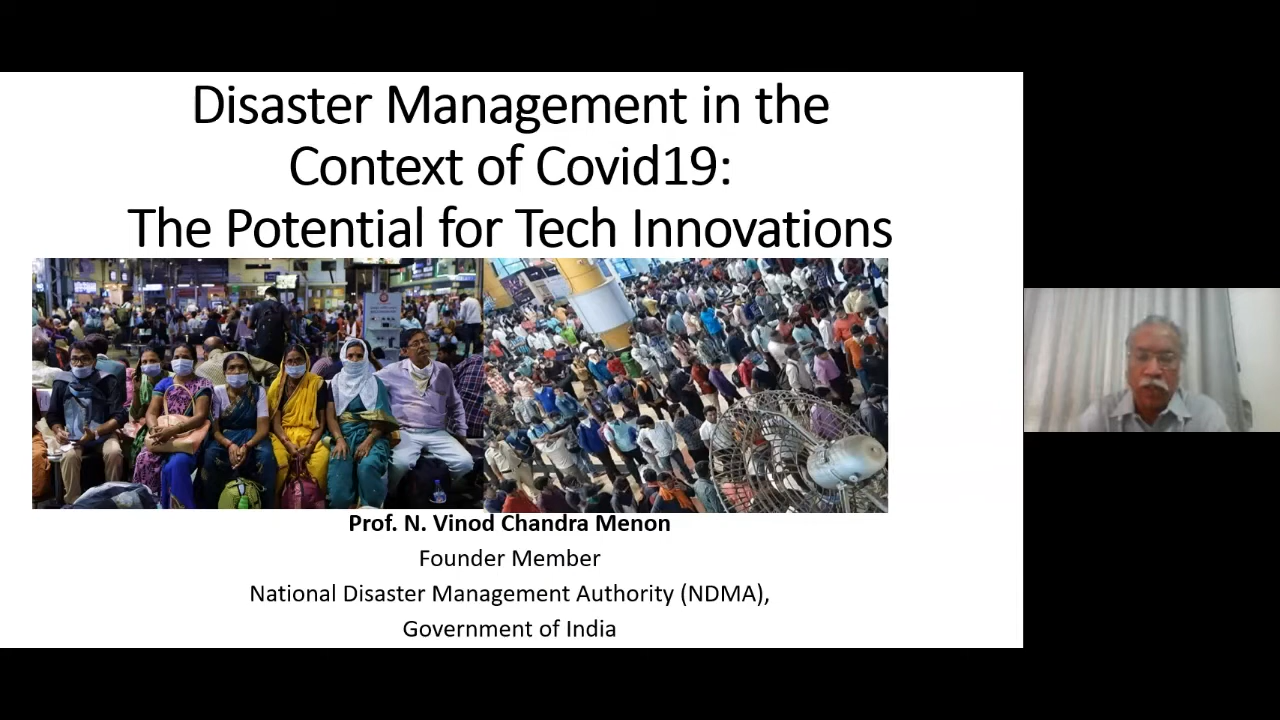 Disaster Management in the
Context of Covid19:
The Potential for Tech Innovations
Prof. N. Vinod Chandra Menon
Founder Member
National Disaster Management Authority (NDMA),
Government of India